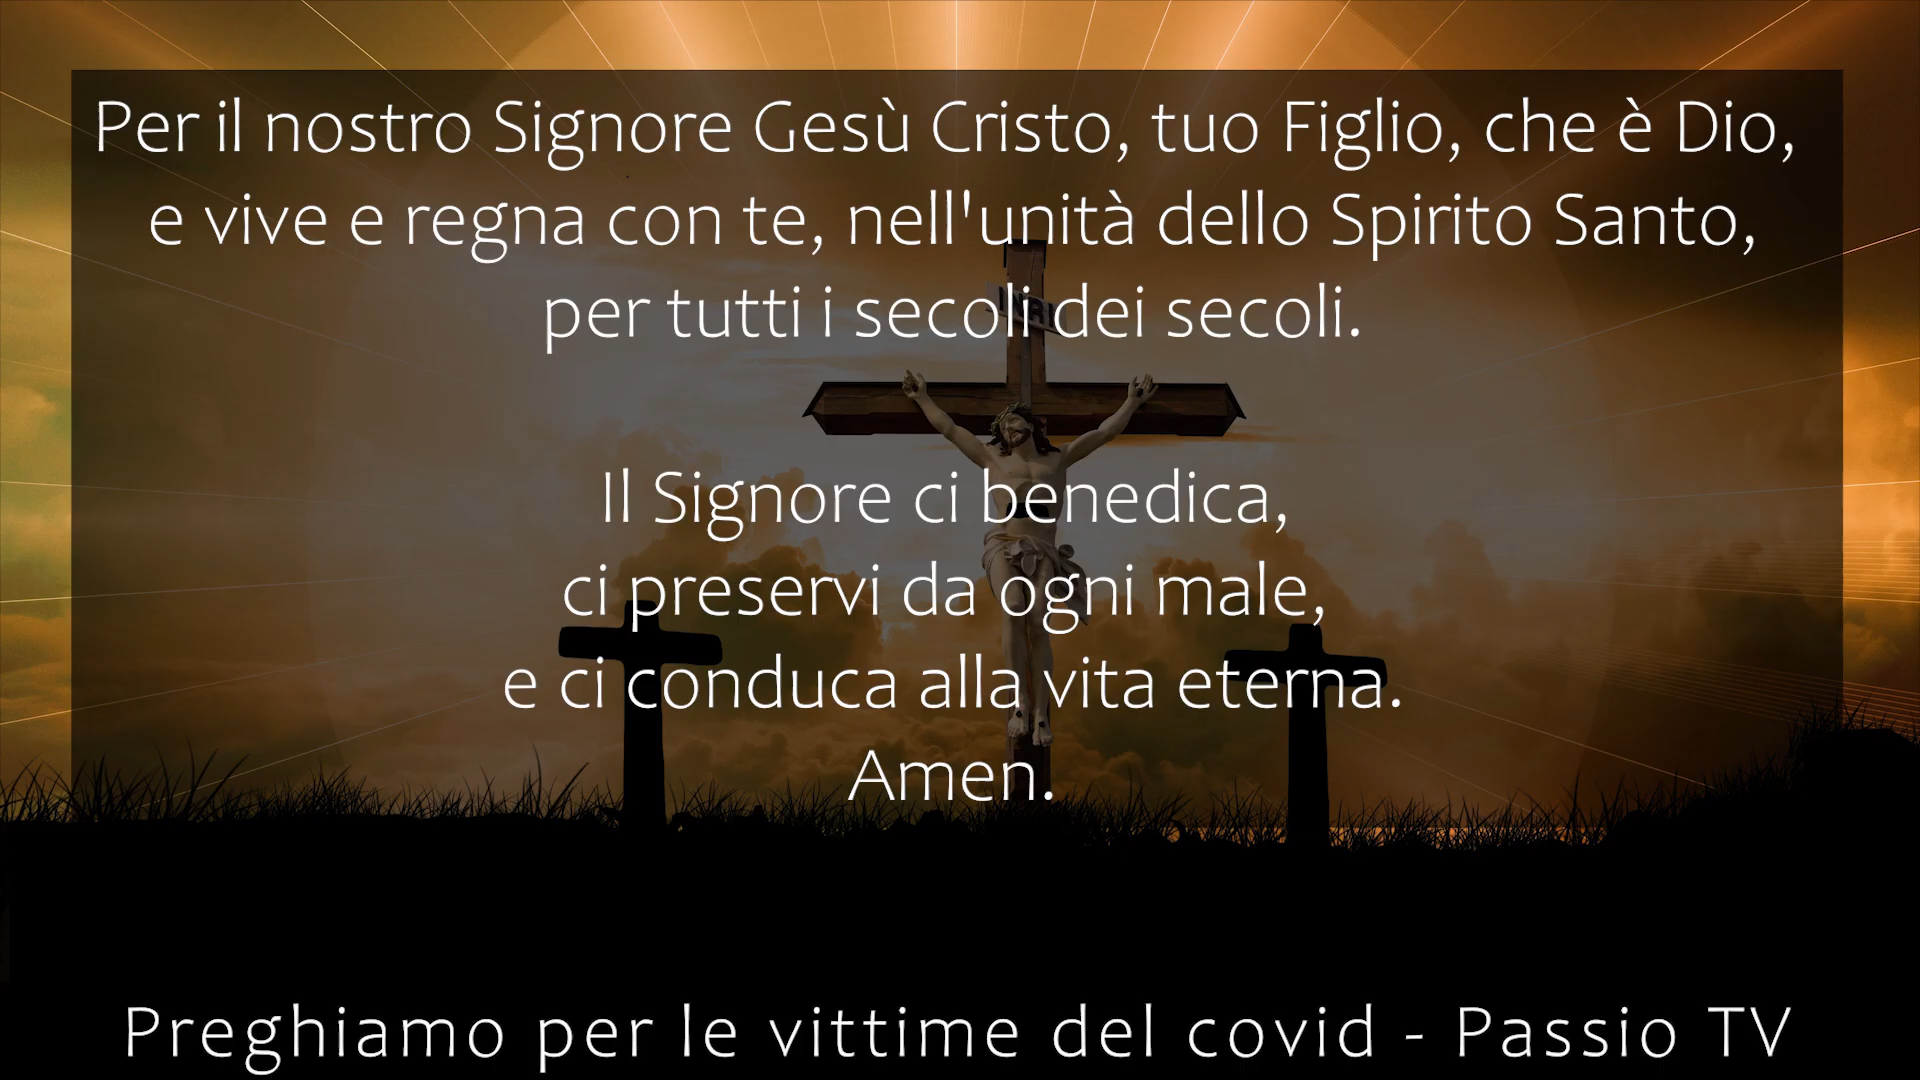 Per il nostro Signore Gesù Cristo, tuo Figlio, che è Dio,
e vive e regna con te, nell'unità dello Spirito Santo,
per tutti i secoli dei secoli.
INRI
Il Signore ci benedica,
ci preservi da ogni male,
e ci conduca alla vita eterna.
Amen.
Preghiamo per le vittime del covid - Passio TV